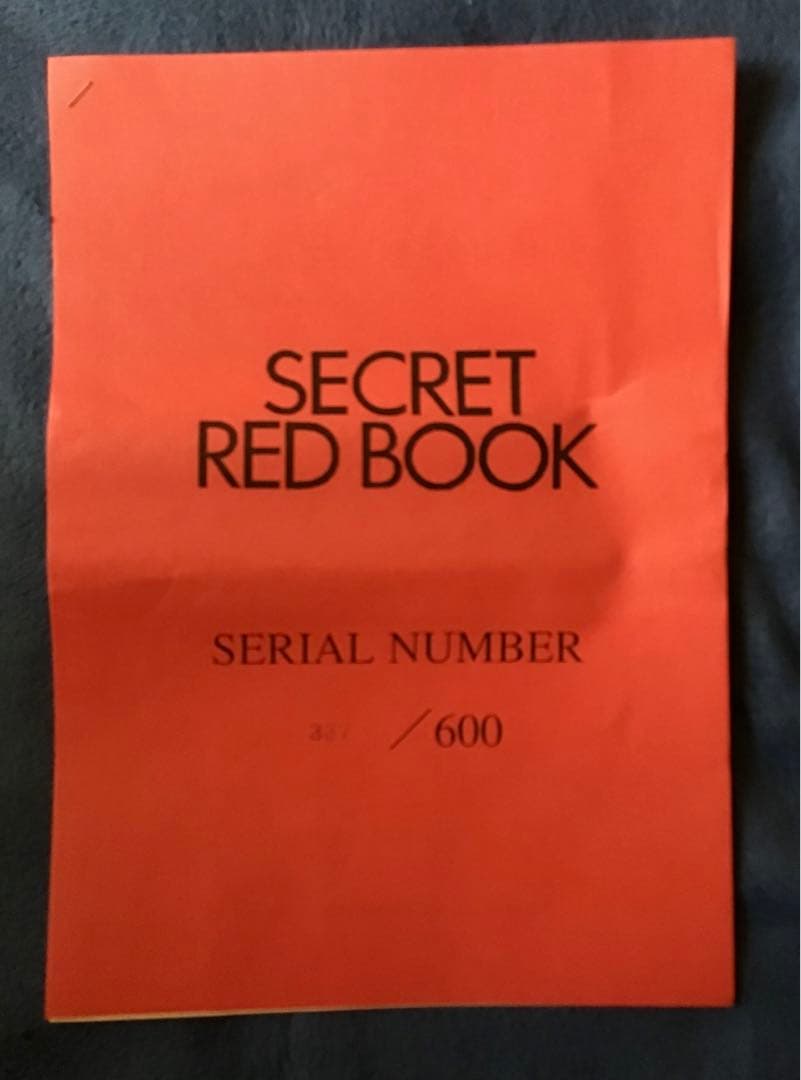 SECRET
RED BOOK
SERIAL NUMBER
/600